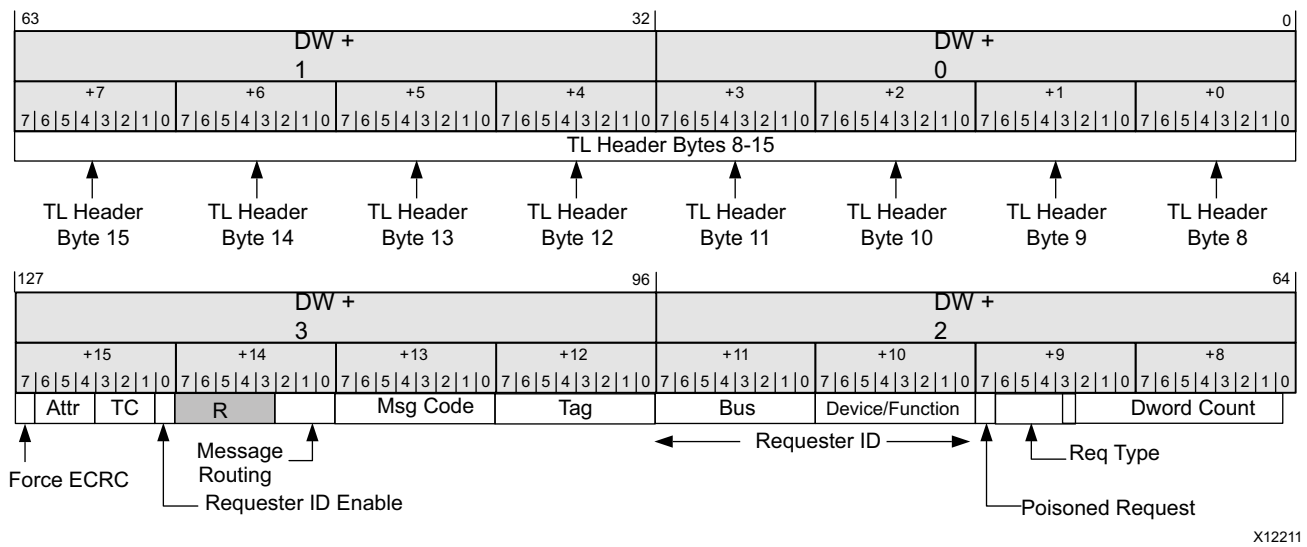 63 32 0
DW + DW +
1 0
+7 +6 +5 +4 +3 +2 +1 +0
7 6 5 4 3 2 1 0 7 6 5 4 3 2 1 0 7 6 5 4 3 2 1 0 7 6 5 4 3 2 1 0 7 6 5 4 3 2 1 0 7 6 5 4 3 2 1 0 7 6 5 4 3 2 1 0 7 6 5 4 3 2 1 0
TL Header Bytes 8-15
TL Header TL Header TL Header TL Header TL Header TL Header TL Header TL Header
Byte 15 Byte 14 Byte 13 Byte 12 Byte 11 Byte 10 Byte 9 Byte 8
127 96 64
DW + DW +
3 2
+15 +14 +13 +12 +11 +10 +9 +8
7 6 5 4 3 2 1 0 7 6 5 4 3 2 1 0 7 6 5 4 3 2 1 0 7 6 5 4 3 2 1 0 7 6 5 4 3 2 1 0 7 6 5 4 3 2 1 0 7 6 5 4 3 2 1 0 7 6 5 4 3 2 1 0
Attr TC R Msg Code Tag Bus Device/Function Dword Count
Message Requester ID Req Type
Routing
Force ECRC
Requester ID Enable Poisoned Request
X12211